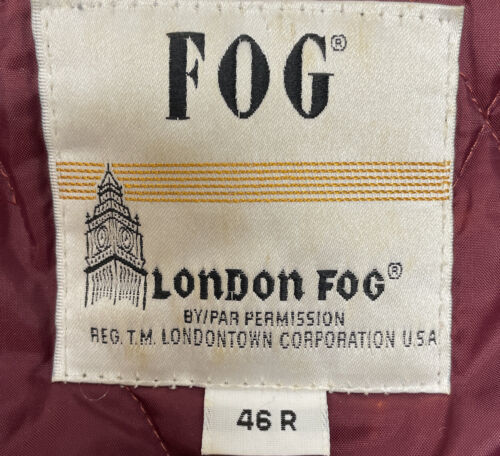 FOG®
LONDON FOG®
BY/PAR PERMISSION
REG. T.M. LONDONTOWN CORPORATION U.S.A
46 R